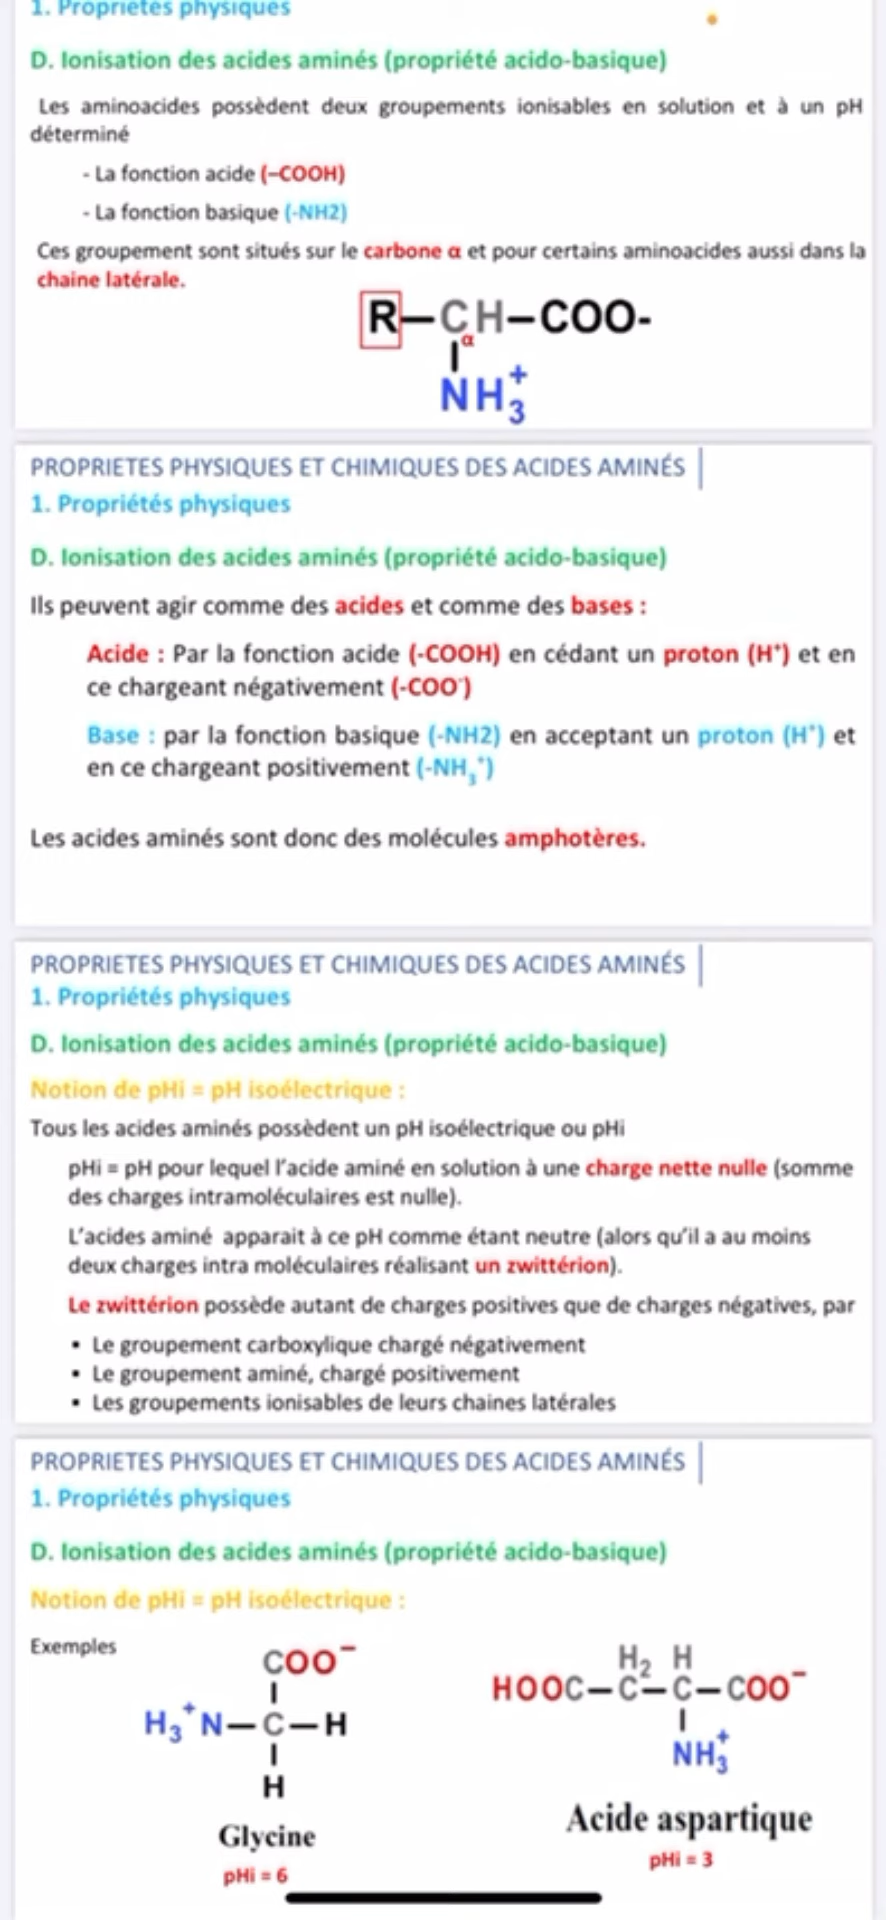 1. Propriétés physiques
D. Ionisation des acides aminés (propriété acido-basique)
Les aminoacides possèdent deux groupements ionisables en solution et à un pH
déterminé
- La fonction acide (–COOH)
- La fonction basique (-NH2)
Ces groupement sont situés sur le carbone α et pour certains aminoacides aussi dans la
chaine latérale.
R–CH–COO-
α
NH3+
PROPRIETES PHYSIQUES ET CHIMIQUES DES ACIDES AMINÉS
1. Propriétés physiques
D. Ionisation des acides aminés (propriété acido-basique)
Ils peuvent agir comme des acides et comme des bases :
Acide : Par la fonction acide (-COOH) en cédant un proton (H+) et en
ce chargeant négativement (-COO-)
Base : par la fonction basique (-NH2) en acceptant un proton (H+) et
en ce chargeant positivement (-NH3+)
Les acides aminés sont donc des molécules amphotères.
PROPRIETES PHYSIQUES ET CHIMIQUES DES ACIDES AMINÉS
1. Propriétés physiques
D. Ionisation des acides aminés (propriété acido-basique)
Notion de pHi = pH isoélectrique :
Tous les acides aminés possèdent un pH isoélectrique ou pHi
pHi = pH pour lequel l'acide aminé en solution à une charge nette nulle (somme
des charges intramoléculaires est nulle).
L'acides aminé apparait à ce pH comme étant neutre (alors qu'il a au moins
deux charges intra moléculaires réalisant un zwittérion).
Le zwittérion possède autant de charges positives que de charges négatives, par
▪ Le groupement carboxylique chargé négativement
▪ Le groupement aminé, chargé positivement
▪ Les groupements ionisables de leurs chaines latérales
PROPRIETES PHYSIQUES ET CHIMIQUES DES ACIDES AMINÉS
1. Propriétés physiques
D. Ionisation des acides aminés (propriété acido-basique)
Notion de pHi = pH isoélectrique :
Exemples
COO–
H3+N–C–H
H
Glycine
pHi = 6
H2 H
HOOC–C–C–COO–
NH3+
Acide aspartique
pHi = 3